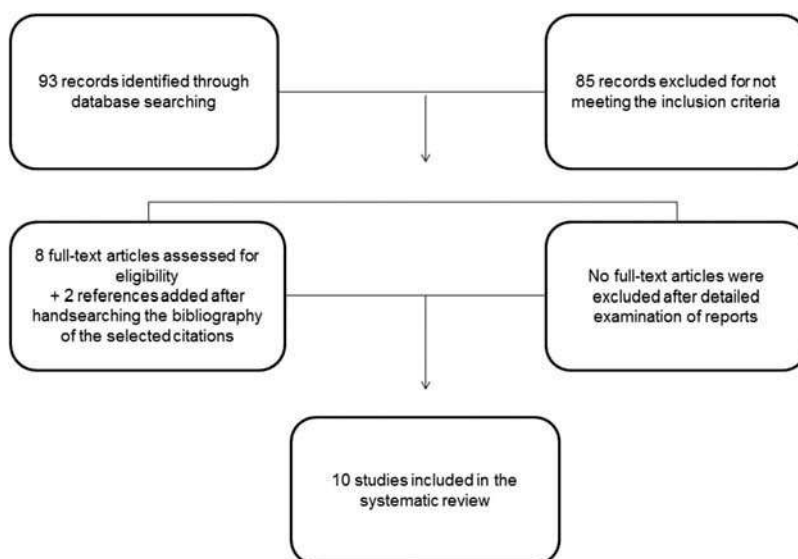 93 records identified through
database searching
85 records excluded for not
meeting the inclusion criteria
8 full-text articles assessed for
eligibility
+ 2 references added after
handsearching the bibliography
of the selected citations
No full-text articles were
excluded after detailed
examination of reports
10 studies included in the
systematic review